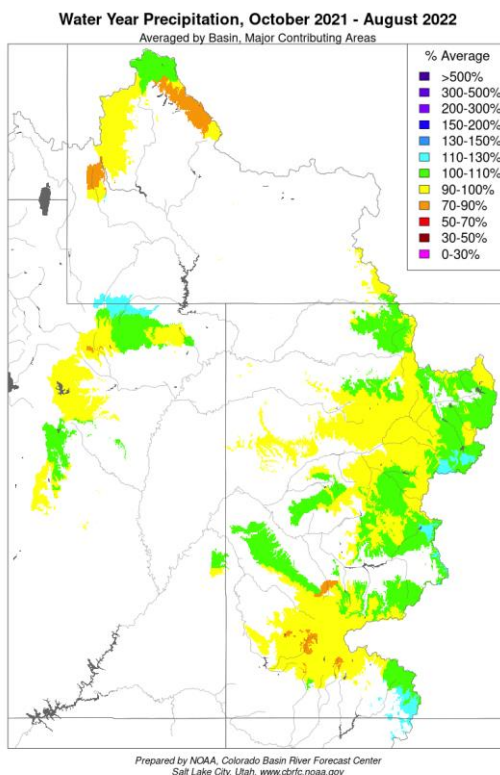 Water Year Precipitation, October 2021 - August 2022
Averaged by Basin, Major Contributing Areas
% Average
>500%
300-500%
200-300%
150-200%
130-150%
110-130%
100-110%
90-100%
70-90%
50-70%
30-50%
0-30%
Prepared by NOAA, Colorado Basin River Forecast Center
Salt Lake City, Utah, www.cbrfc.noaa.gov